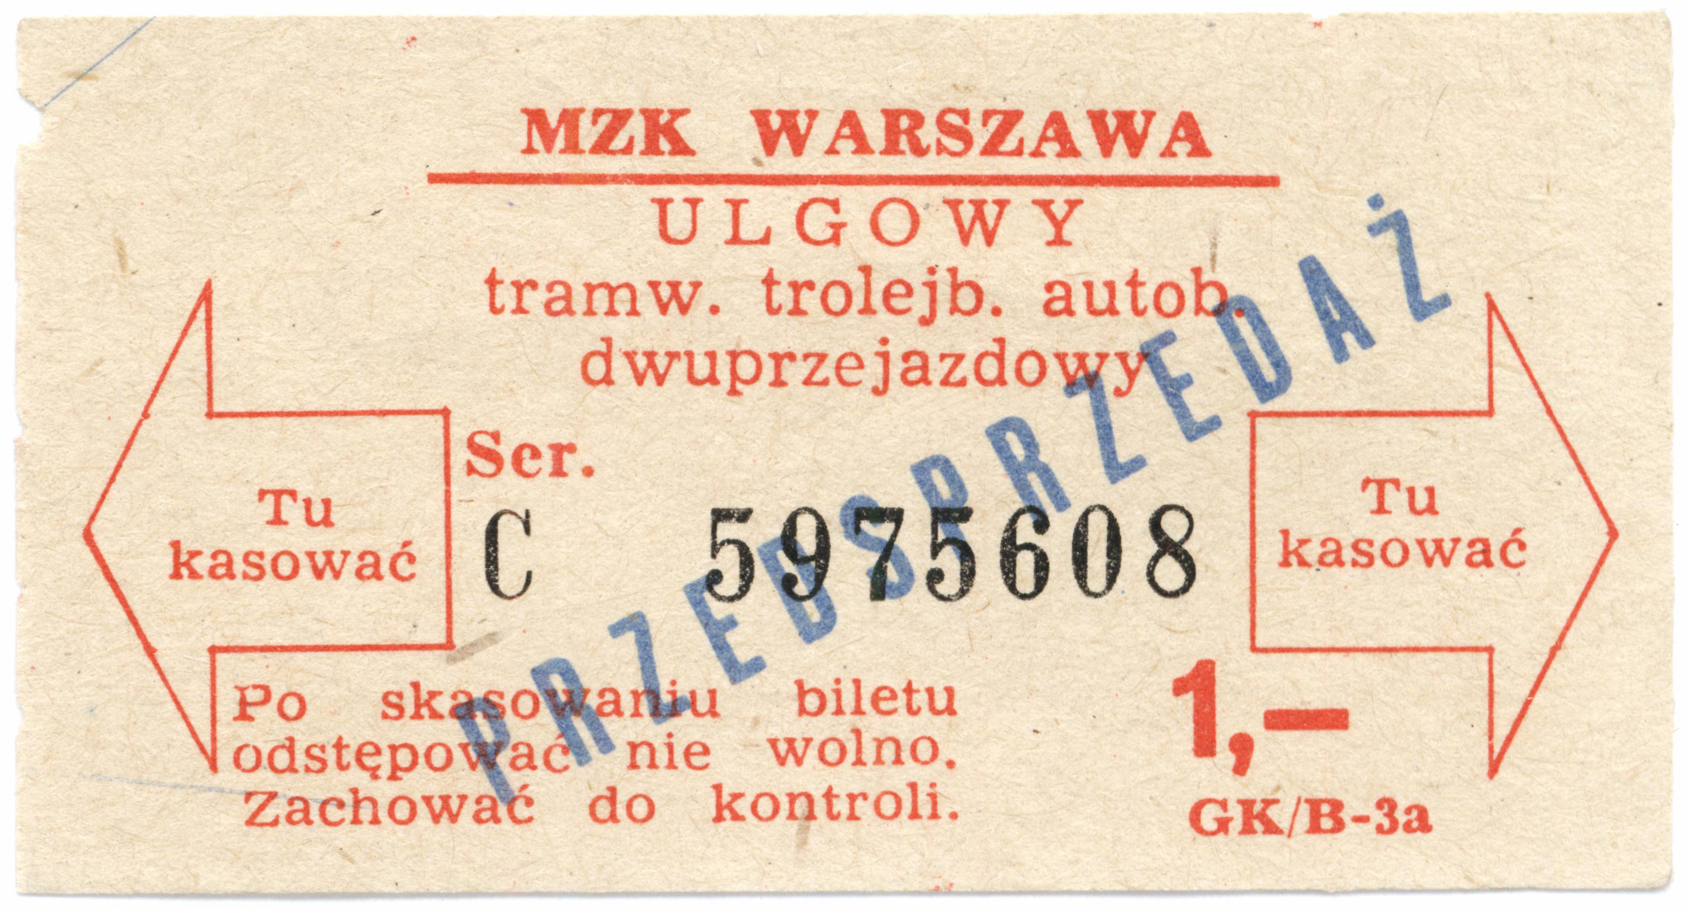 MZK WARSZAWA
ULGOWY
tramw. trolejb. autob.
dwuprzejazdowy
Ser.
C 5975608
Tu
kasować
Tu
kasować
PRZEDSPRZEDAŻ
Po skasowaniu biletu
odstępować nie wolno.
Zachować do kontroli.
1,—
GK/B-3a